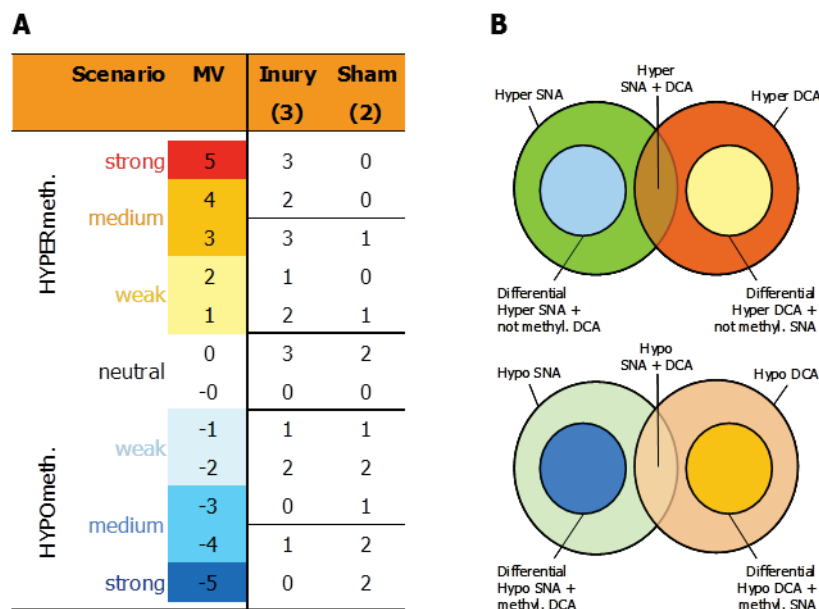 A
Scenario MV Inury Sham
(3) (2)
HYPERmeth.
strong 5 3 0
medium 4 2 0
3 3 1
weak 2 1 0
1 2 1
neutral 0 3 2
-0 0 0
HYPOmeth.
weak -1 1 1
-2 2 2
medium -3 0 1
-4 1 2
strong -5 0 2
B
Hyper SNA
Hyper
SNA + DCA
Hyper DCA
Differential
Hyper SNA +
not methyl. DCA
Differential
Hyper DCA +
not methyl. SNA
Hypo SNA
Hypo
SNA + DCA
Hypo DCA
Differential
Hypo SNA +
methyl. DCA
Differential
Hypo DCA +
methyl. SNA